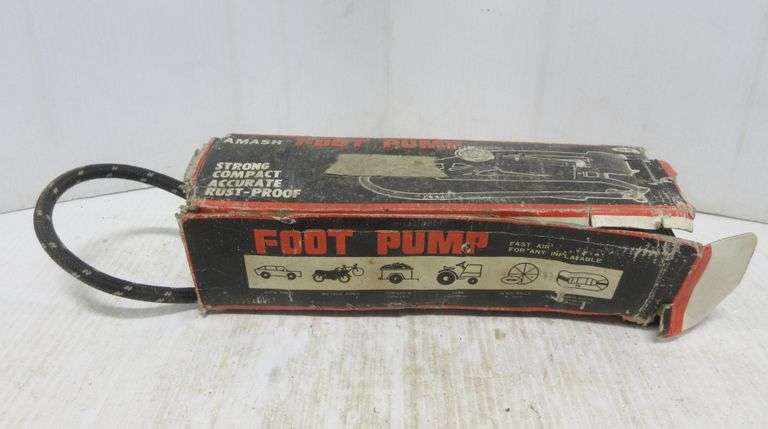 AMASH FOOT PUMP
STRONG
COMPACT
ACCURATE
RUST-PROOF
FOOT PUMP
FAST AIR
FOR ANY INFLATABLE